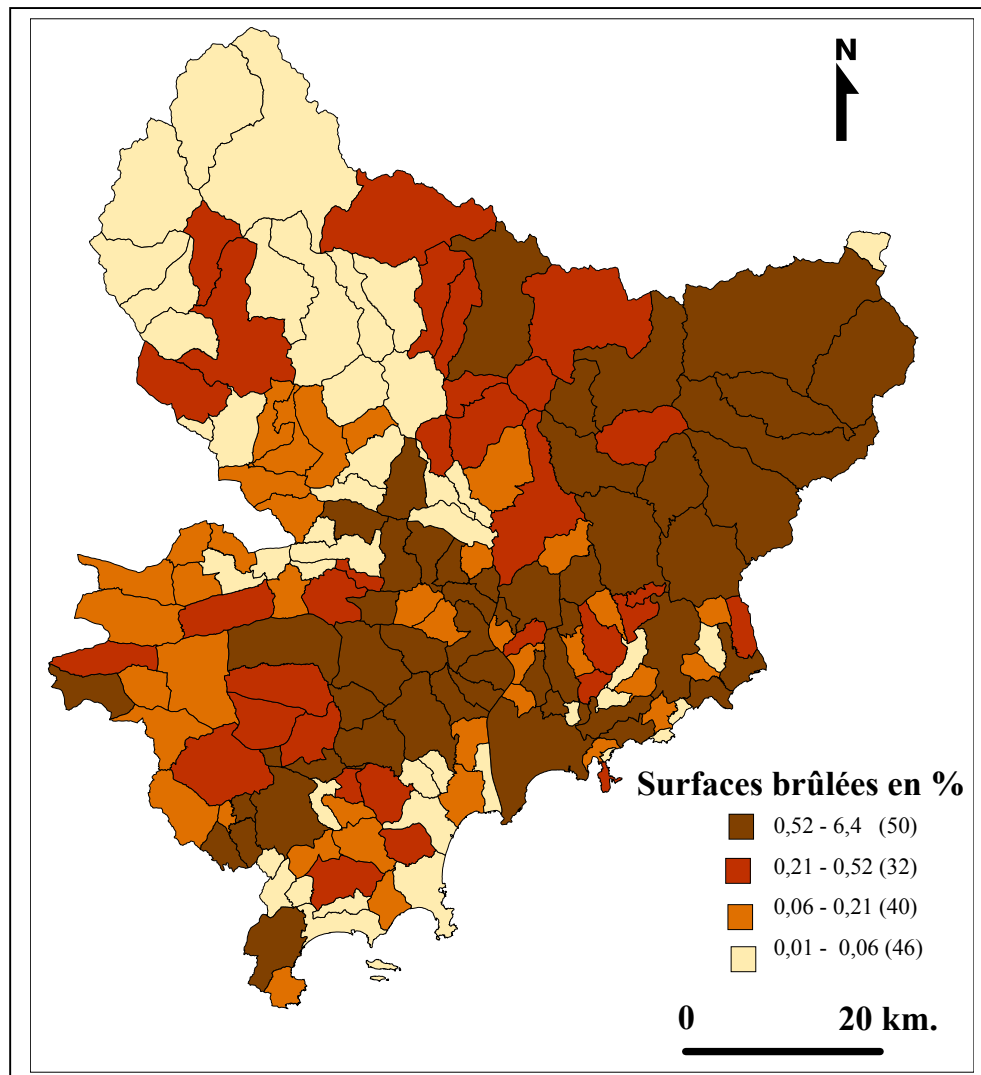 N
Surfaces brûlées en %
0,52 - 6,4 (50)
0,21 - 0,52 (32)
0,06 - 0,21 (40)
0,01 - 0,06 (46)
0 20 km.